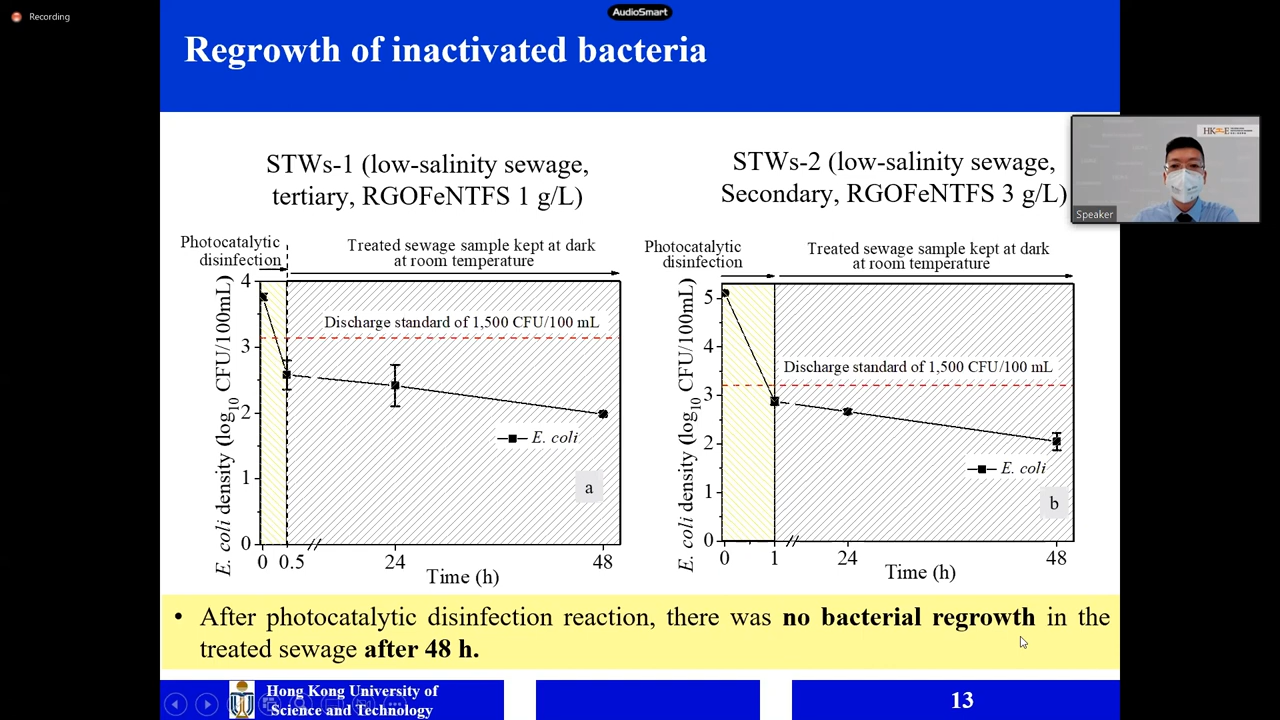 Recording
AudioSmart
Regrowth of inactivated bacteria
STWs-1 (low-salinity sewage,
tertiary, RGOFeNTFS 1 g/L)
Photocatalytic
disinfection
Treated sewage sample kept at dark
at room temperature
E. coli density (log10 CFU/100mL)
4
3
2
1
0
Discharge standard of 1,500 CFU/100 mL
E. coli
a
0 0.5 24 48
Time (h)
STWs-2 (low-salinity sewage,
Secondary, RGOFeNTFS 3 g/L)
Photocatalytic
disinfection
Treated sewage sample kept at dark
at room temperature
E. coli density (log10 CFU/100mL)
5
4
3
2
1
0
Discharge standard of 1,500 CFU/100 mL
E. coli
b
0 1 24 48
Time (h)
Speaker
• After photocatalytic disinfection reaction, there was no bacterial regrowth in the
treated sewage after 48 h.
Hong Kong University of
Science and Technology
13